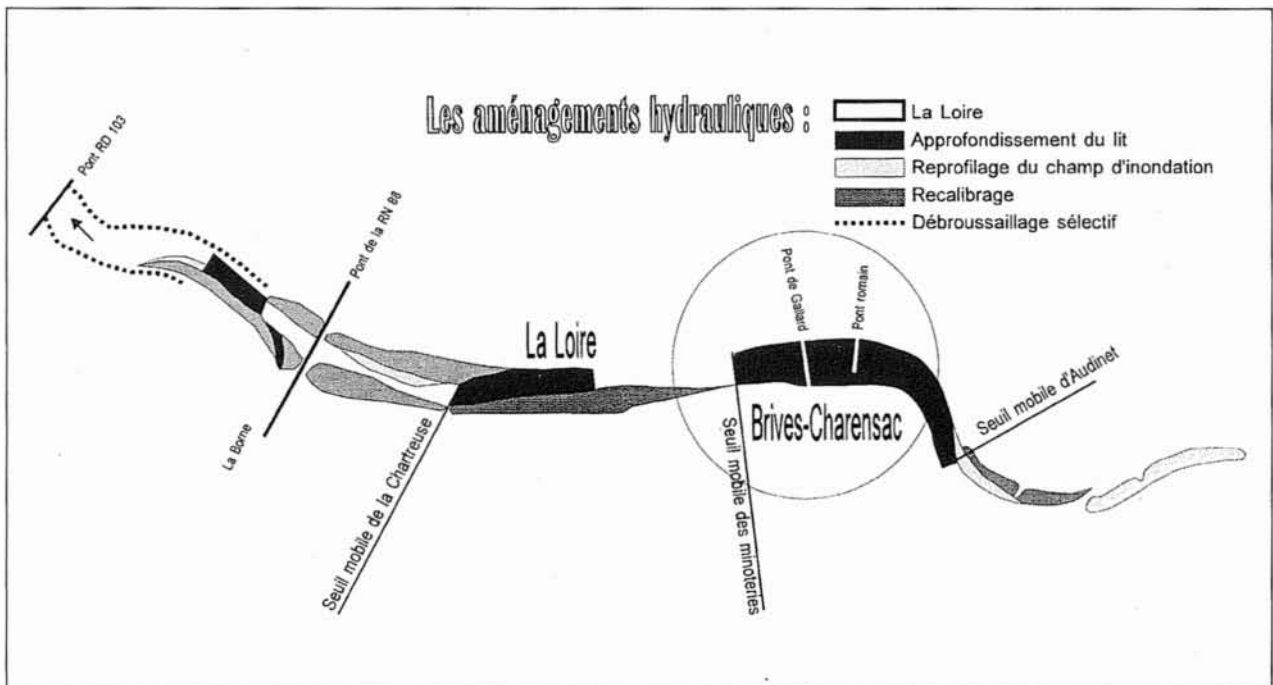 Les aménagements hydrauliques :
La Loire
Approfondissement du lit
Reprofilage du champ d'inondation
Recalibrage
Débroussaillage sélectif
Pont RD 103
Pont de la RN 88
La Borne
Seuil mobile de la Chartreuse
La Loire
Pont de Gallard
Pont romain
Brives-Charensac
Seuil mobile des minoteries
Seuil mobile d'Audinet